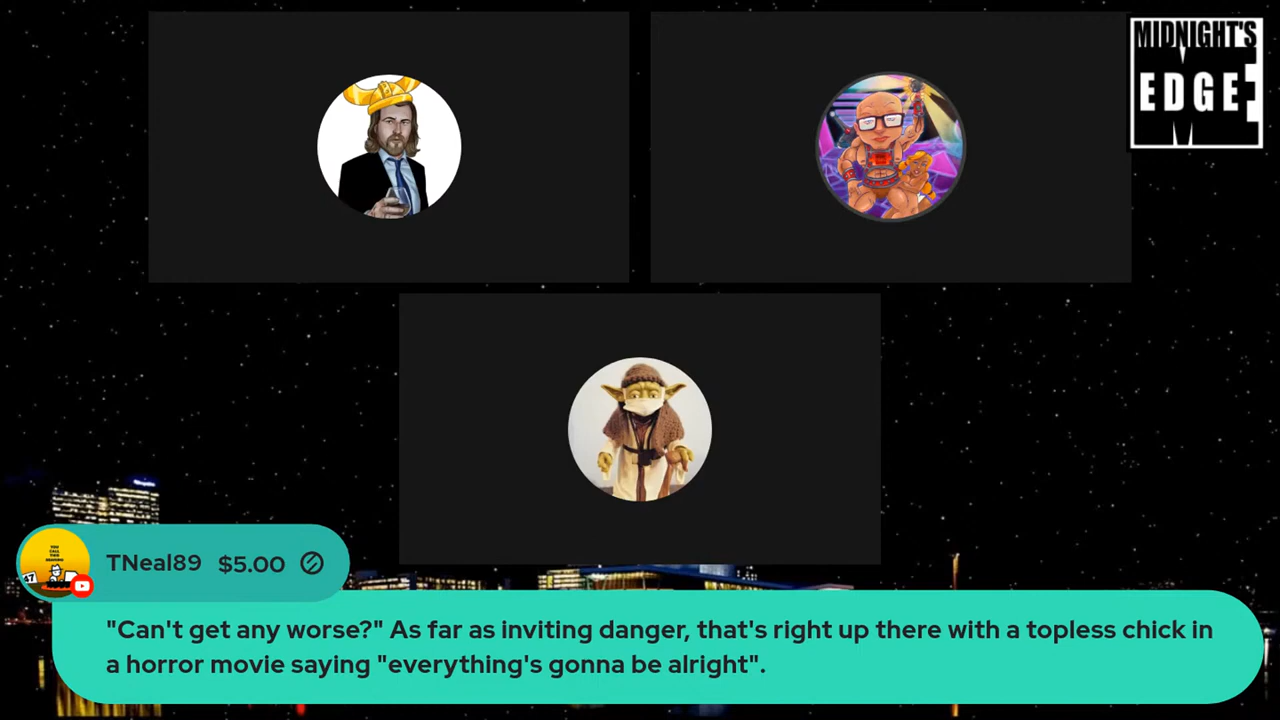 MIDNIGHT'S
EDGE
TNeal89 $5.00
47
"Can't get any worse?" As far as inviting danger, that's right up there with a topless chick in
a horror movie saying "everything's gonna be alright".